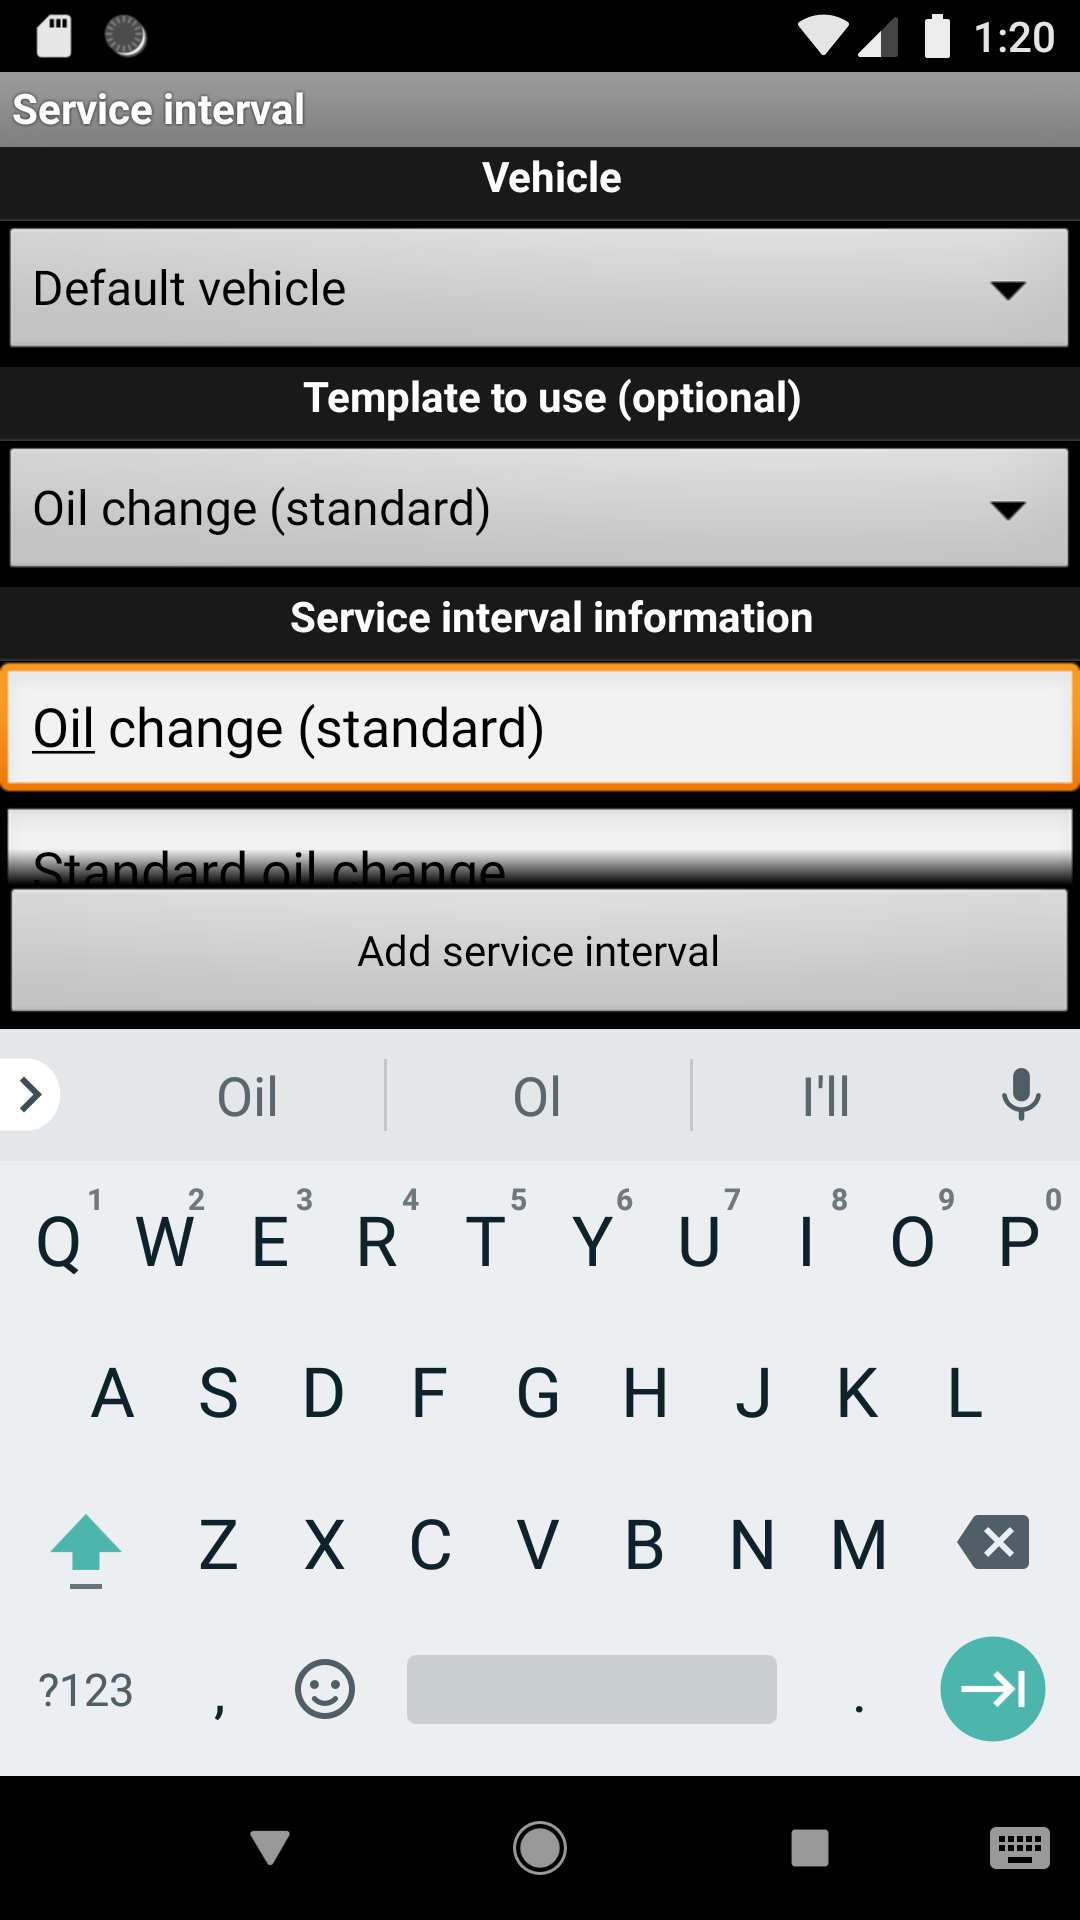 1:20
Service interval
Vehicle
Default vehicle
Template to use (optional)
Oil change (standard)
Service interval information
Oil change (standard)
Standard oil change
Add service interval
Oil Ol I'll
1 2 3 4 5 6 7 8 9 0
Q W E R T Y U I O P
A S D F G H J K L
Z X C V B N M
?123 , .